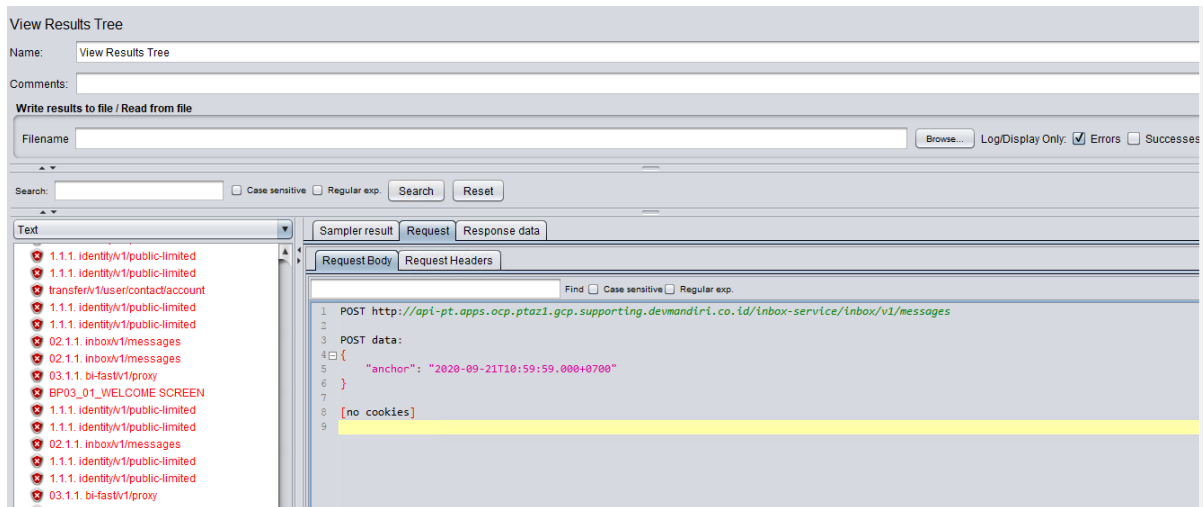 View Results Tree
Name: View Results Tree
Comments:
Write results to file / Read from file
Filename Browse... Log/Display Only: Errors Successes
Search: Case sensitive Regular exp. Search Reset
Text
1.1.1. identity/v1/public-limited
1.1.1. identity/v1/public-limited
transfer/v1/user/contact/account
1.1.1. identity/v1/public-limited
1.1.1. identity/v1/public-limited
02.1.1. inbox/v1/messages
02.1.1. inbox/v1/messages
03.1.1. bi-fast/v1/proxy
BP03_01_WELCOME SCREEN
1.1.1. identity/v1/public-limited
1.1.1. identity/v1/public-limited
02.1.1. inbox/v1/messages
1.1.1. identity/v1/public-limited
1.1.1. identity/v1/public-limited
03.1.1. bi-fast/v1/proxy
Sampler result Request Response data
Request Body Request Headers
Find Case sensitive Regular exp.
1 POST http://api-pt.apps.ocp.ptaz1.gcp.supporting.devmandiri.co.id/inbox-service/inbox/v1/messages
2
3 POST data:
4 {
5 "anchor": "2020-09-21T10:59:59.000+0700"
6 }
7
8 [no cookies]
9